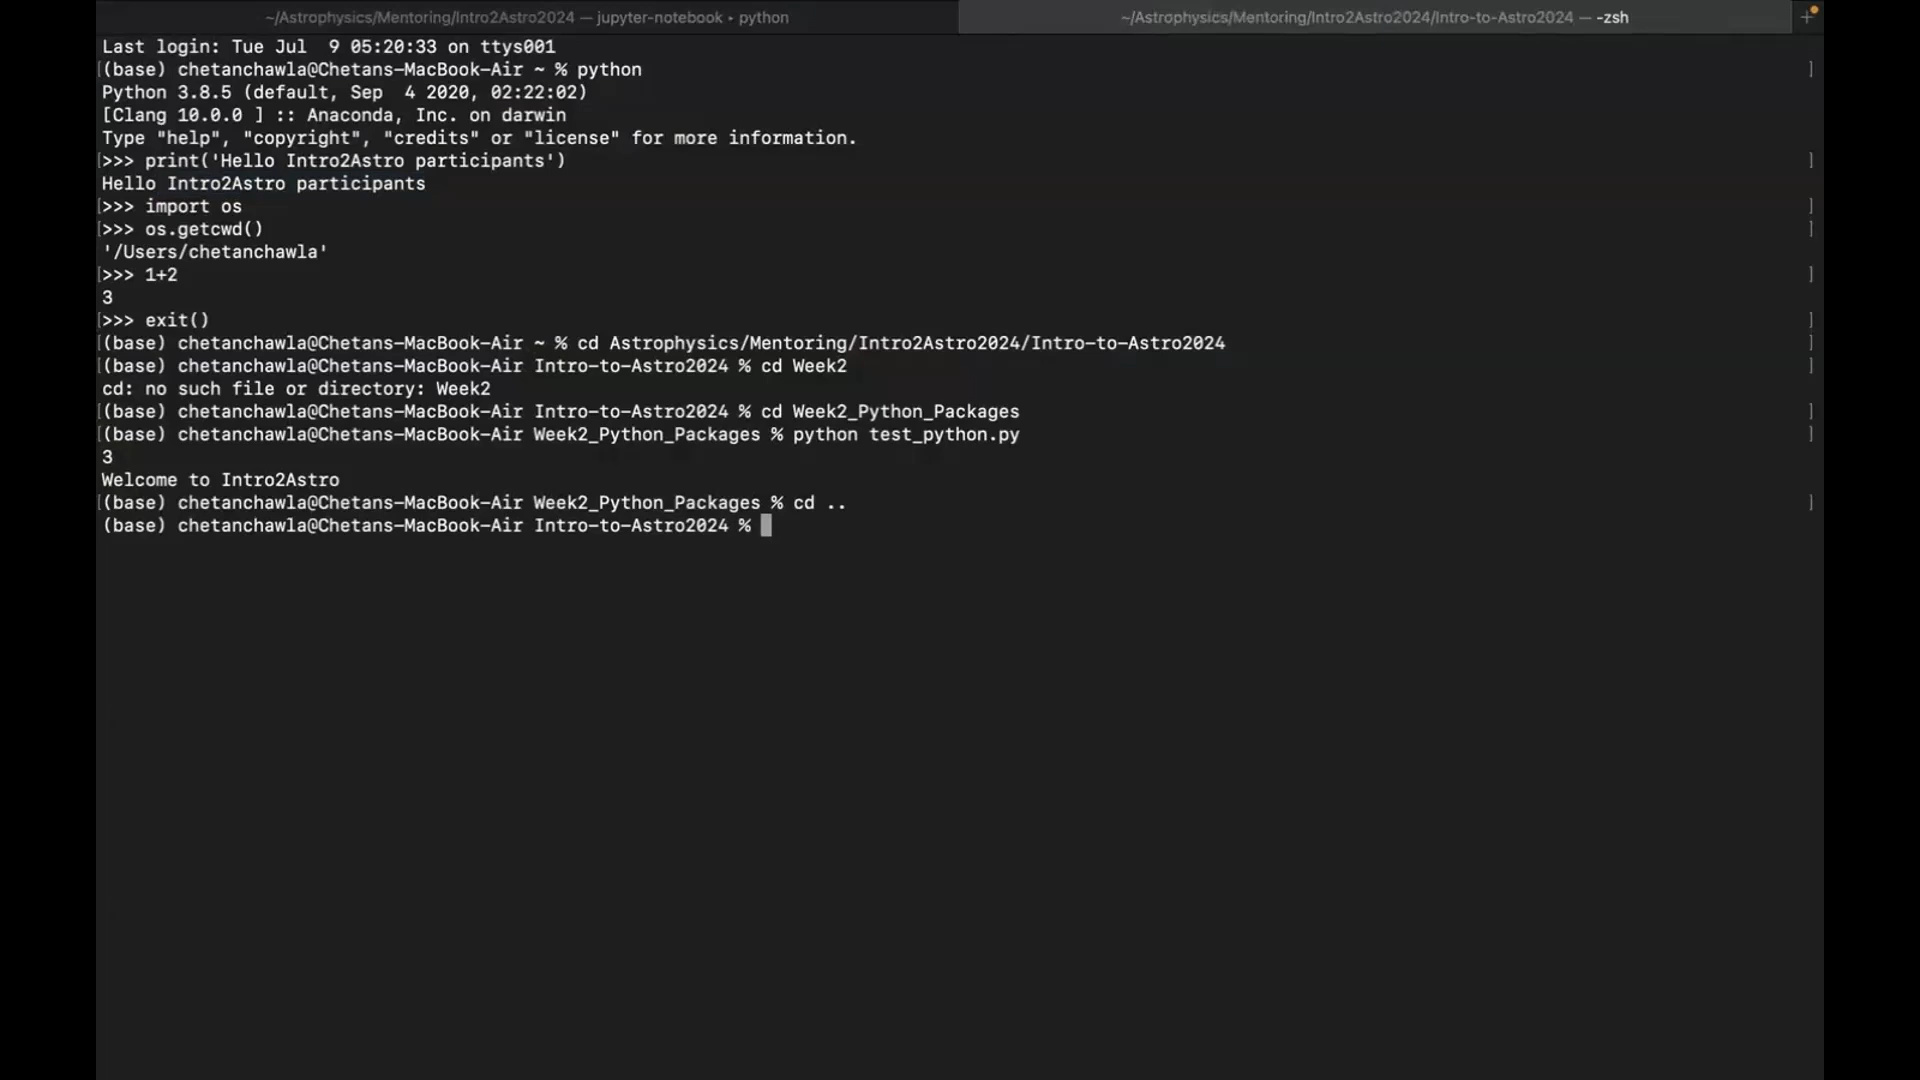 ~/Astrophysics/Mentoring/Intro2Astro2024 — jupyter-notebook • python
~/Astrophysics/Mentoring/Intro2Astro2024/Intro-to-Astro2024 — -zsh
+
Last login: Tue Jul  9 05:20:33 on ttys001
[(base) chetanchawla@Chetans-MacBook-Air ~ % python ]
Python 3.8.5 (default, Sep  4 2020, 02:22:02)
[Clang 10.0.0 ] :: Anaconda, Inc. on darwin
Type "help", "copyright", "credits" or "license" for more information.
[>>> print('Hello Intro2Astro participants') ]
Hello Intro2Astro participants
[>>> import os ]
[>>> os.getcwd() ]
'/Users/chetanchawla'
[>>> 1+2 ]
3
[>>> exit() ]
[(base) chetanchawla@Chetans-MacBook-Air ~ % cd Astrophysics/Mentoring/Intro2Astro2024/Intro-to-Astro2024 ]
[(base) chetanchawla@Chetans-MacBook-Air Intro-to-Astro2024 % cd Week2 ]
cd: no such file or directory: Week2
[(base) chetanchawla@Chetans-MacBook-Air Intro-to-Astro2024 % cd Week2_Python_Packages ]
[(base) chetanchawla@Chetans-MacBook-Air Week2_Python_Packages % python test_python.py ]
3
Welcome to Intro2Astro
[(base) chetanchawla@Chetans-MacBook-Air Week2_Python_Packages % cd .. ]
(base) chetanchawla@Chetans-MacBook-Air Intro-to-Astro2024 %